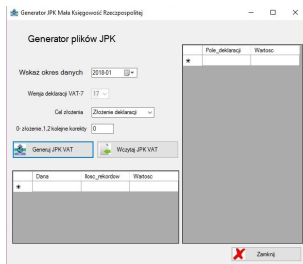 Generator JPK Mała Księgowość Rzeczpospolitej
Generator plików JPK
Wskaż okres danych 2018-01
Wersja deklaracji VAT-7 17
Cel złożenia Złożenie deklaracji
0- złożenie,1,2 kolejne korekty 0
Generuj JPK VAT Wczytaj JPK VAT
Dana Ilosc_rekordow Wartosc
Pole_deklaracji Wartosc
Zamknij